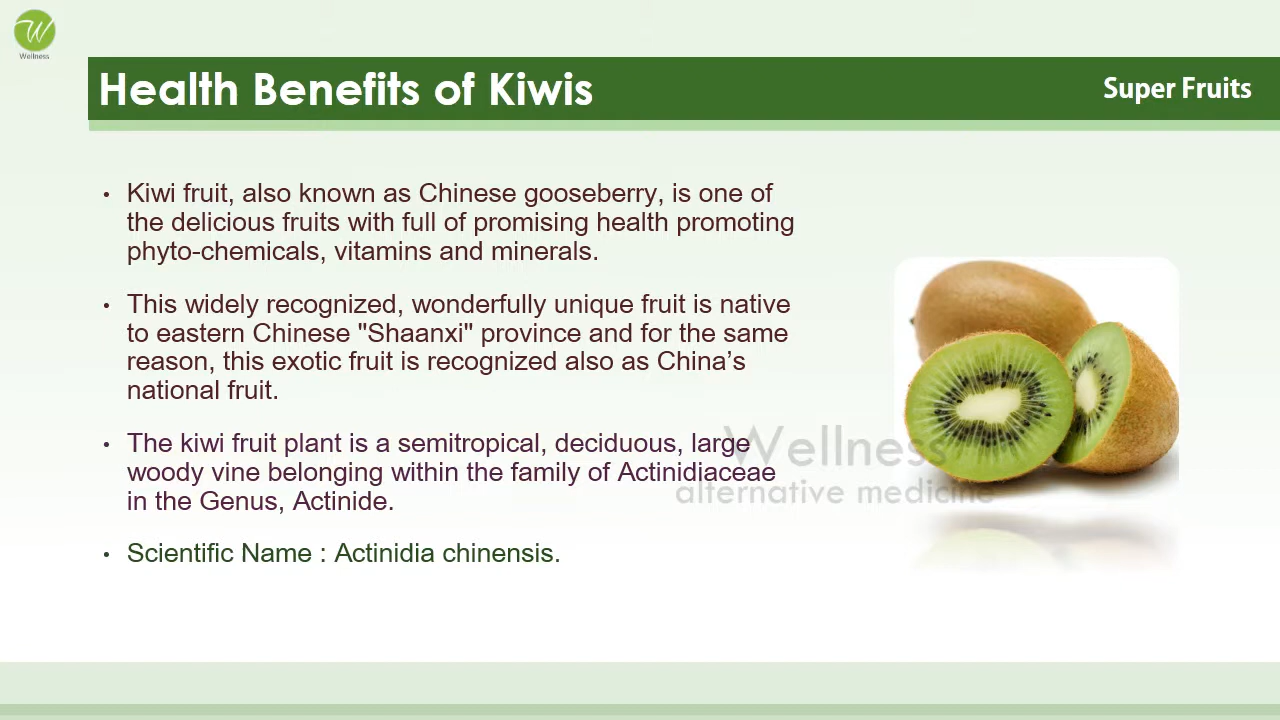 W
Wellness
Health Benefits of Kiwis
Super Fruits
• Kiwi fruit, also known as Chinese gooseberry, is one of
the delicious fruits with full of promising health promoting
phyto-chemicals, vitamins and minerals.
• This widely recognized, wonderfully unique fruit is native
to eastern Chinese "Shaanxi" province and for the same
reason, this exotic fruit is recognized also as China’s
national fruit.
• The kiwi fruit plant is a semitropical, deciduous, large
woody vine belonging within the family of Actinidiaceae
in the Genus, Actinide.
• Scientific Name : Actinidia chinensis.
Wellness
alternative medicine